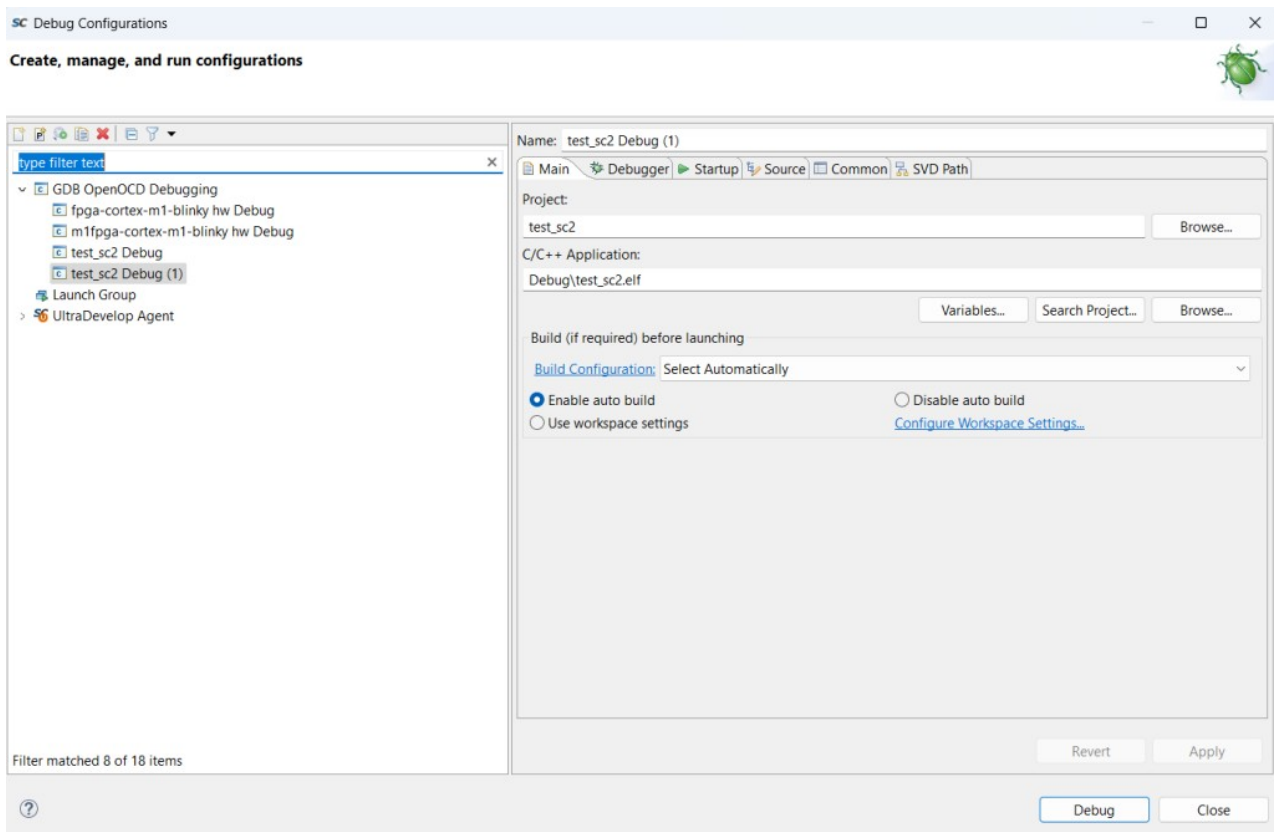 SC Debug Configurations
Create, manage, and run configurations
type filter text
GDB OpenOCD Debugging
fpga-cortex-m1-blinky hw Debug
m1fpga-cortex-m1-blinky hw Debug
test_sc2 Debug
test_sc2 Debug (1)
Launch Group
UltraDevelop Agent
Filter matched 8 of 18 items
Name: test_sc2 Debug (1)
Main Debugger Startup Source Common SVD Path
Project:
test_sc2 Browse...
C/C++ Application:
Debug\test_sc2.elf
Variables... Search Project... Browse...
Build (if required) before launching
Build Configuration: Select Automatically
Enable auto build Disable auto build
Use workspace settings Configure Workspace Settings...
Revert Apply
Debug Close